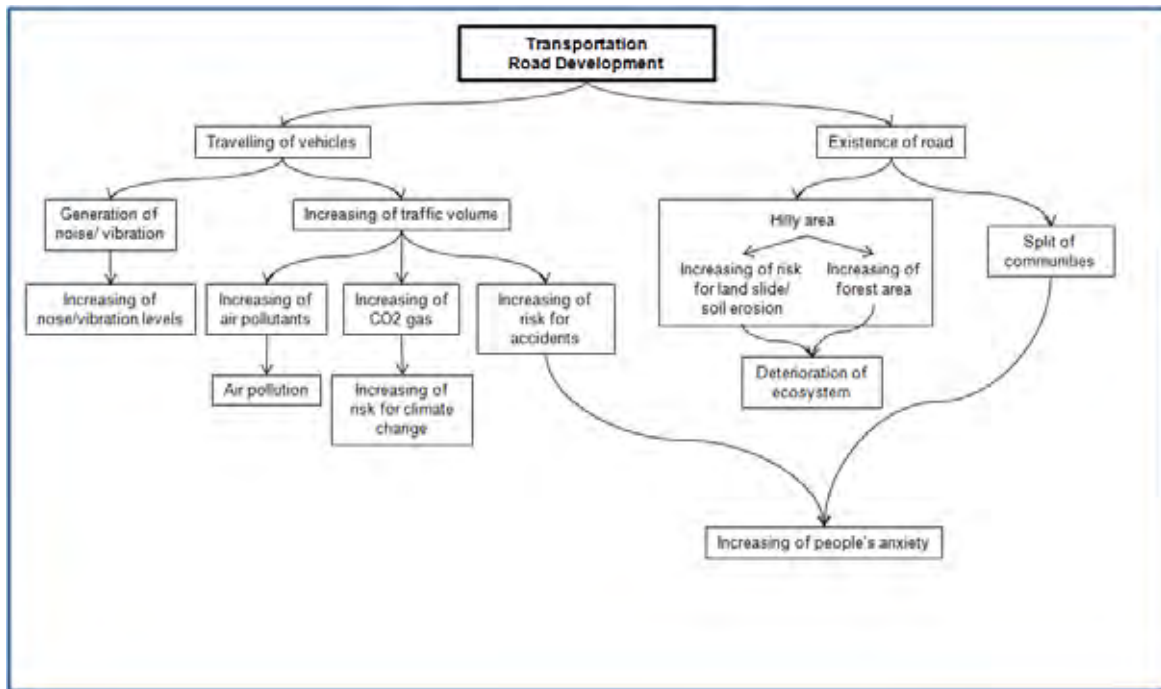 Transportation
Road Development
Travelling of vehicles
Existence of road
Generation of
noise/ vibration
Increasing of traffic volume
Hilly area
Split of
communities
Increasing of
nose/vibration levels
Increasing of
air pollutants
Increasing of
CO2 gas
Increasing of
risk for
accidents
Increasing of risk
for land slide/
soil erosion
Increasing of
forest area
Air pollution
Increasing of
risk for climate
change
Deterioration of
ecosystem
Increasing of people's anxiety